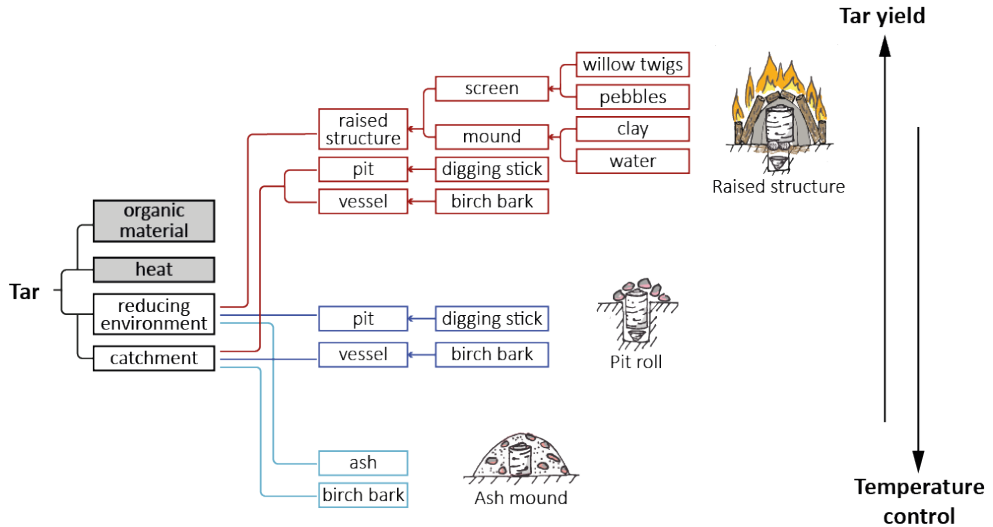 Tar yield
willow twigs
screen
pebbles
raised
structure
mound
clay
water
pit
digging stick
vessel
birch bark
Raised structure
organic
material
heat
Tar
reducing
environment
catchment
pit
digging stick
vessel
birch bark
Pit roll
ash
birch bark
Ash mound
Temperature
control